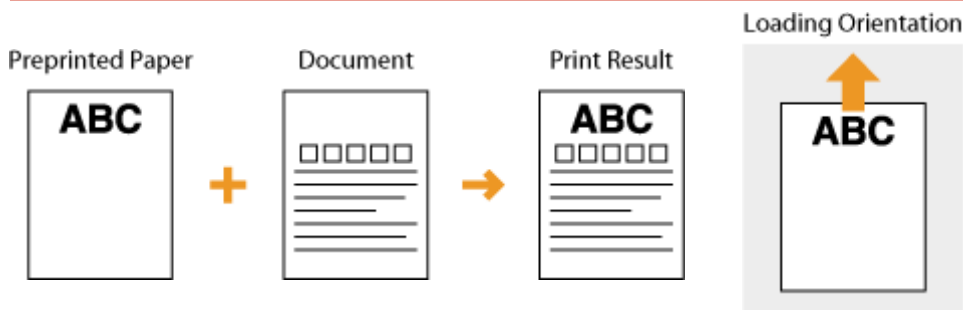 Loading Orientation
Preprinted Paper
Document
Print Result
ABC
ABC
ABC